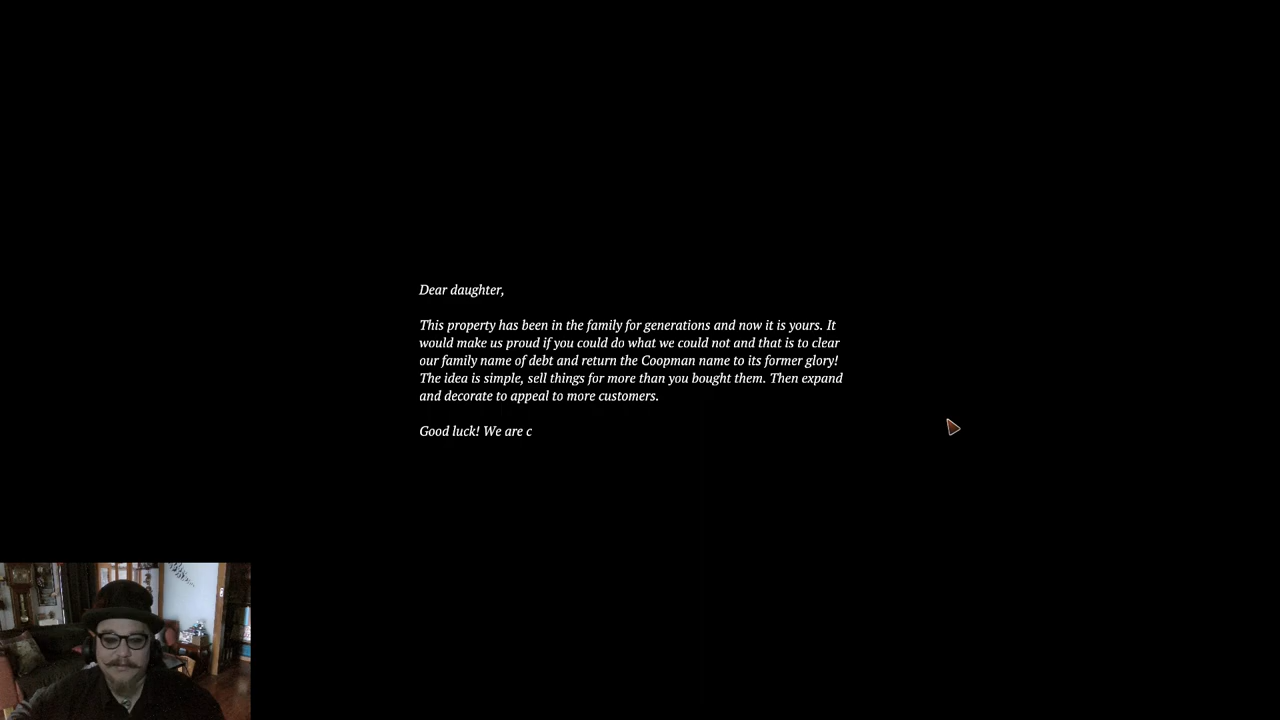 Dear daughter,
This property has been in the family for generations and now it is yours. It
would make us proud if you could do what we could not and that is to clear
our family name of debt and return the Coopman name to its former glory!
The idea is simple, sell things for more than you bought them. Then expand
and decorate to appeal to more customers.
Good luck! We are c